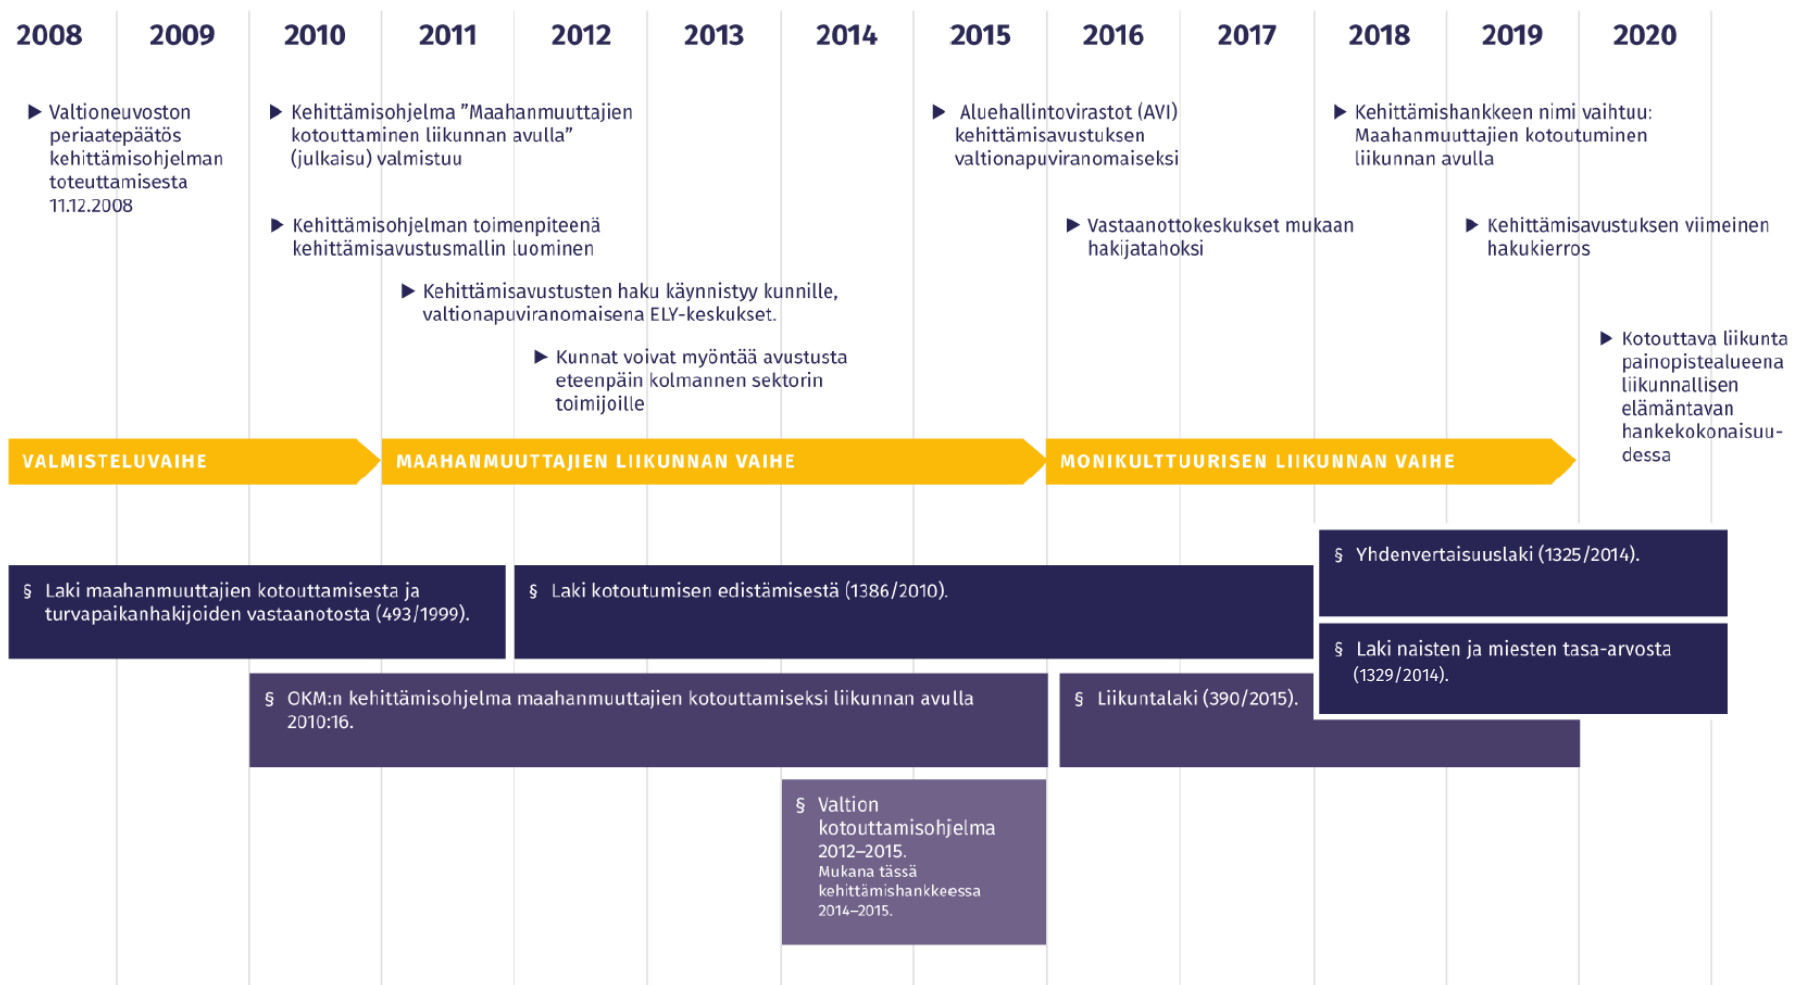 2008 2009 2010 2011 2012 2013 2014 2015 2016 2017 2018 2019 2020
▶ Valtioneuvoston
periaatepäätös
kehittämisohjelman
toteuttamisesta
11.12.2008
▶ Kehittämisohjelma ”Maahanmuuttajien
kotouttaminen liikunnan avulla”
(julkaisu) valmistuu
▶ Kehittämisohjelman toimenpiteenä
kehittämisavustusmallin luominen
▶ Kehittämisavustusten haku käynnistyy kunnille,
valtionapuviranomaisena ELY-keskukset.
▶ Kunnat voivat myöntää avustusta
eteenpäin kolmannen sektorin
toimijoille
▶ Aluehallintovirastot (AVI)
kehittämisavustuksen
valtionapuviranomaiseksi
▶ Vastaanottokeskukset mukaan
hakijatahoksi
▶ Kehittämishankkeen nimi vaihtuu:
Maahanmuuttajien kotoutuminen
liikunnan avulla
▶ Kehittämisavustuksen viimeinen
hakukierros
▶ Kotouttava liikunta
painopistealueena
liikunnallisen
elämäntavan
hankekokonaisuu-
dessa
VALMISTELUVAIHE
MAAHANMUUTTAJIEN LIIKUNNAN VAIHE
MONIKULTTUURISEN LIIKUNNAN VAIHE
§ Laki maahanmuuttajien kotouttamisesta ja
turvapaikanhakijoiden vastaanotosta (493/1999).
§ Laki kotoutumisen edistämisestä (1386/2010).
§ Yhdenvertaisuuslaki (1325/2014).
§ Laki naisten ja miesten tasa-arvosta
(1329/2014).
§ OKM:n kehittämisohjelma maahanmuuttajien kotouttamiseksi liikunnan avulla
2010:16.
§ Liikuntalaki (390/2015).
§ Valtion
kotouttamisohjelma
2012–2015.
Mukana tässä
kehittämishankkeessa
2014–2015.